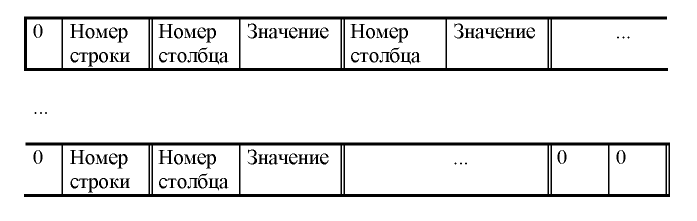 0 Номер Номер Значение Номер Значение ...
строки столбца столбца
...
0 Номер Номер Значение ... 0 0
строки столбца